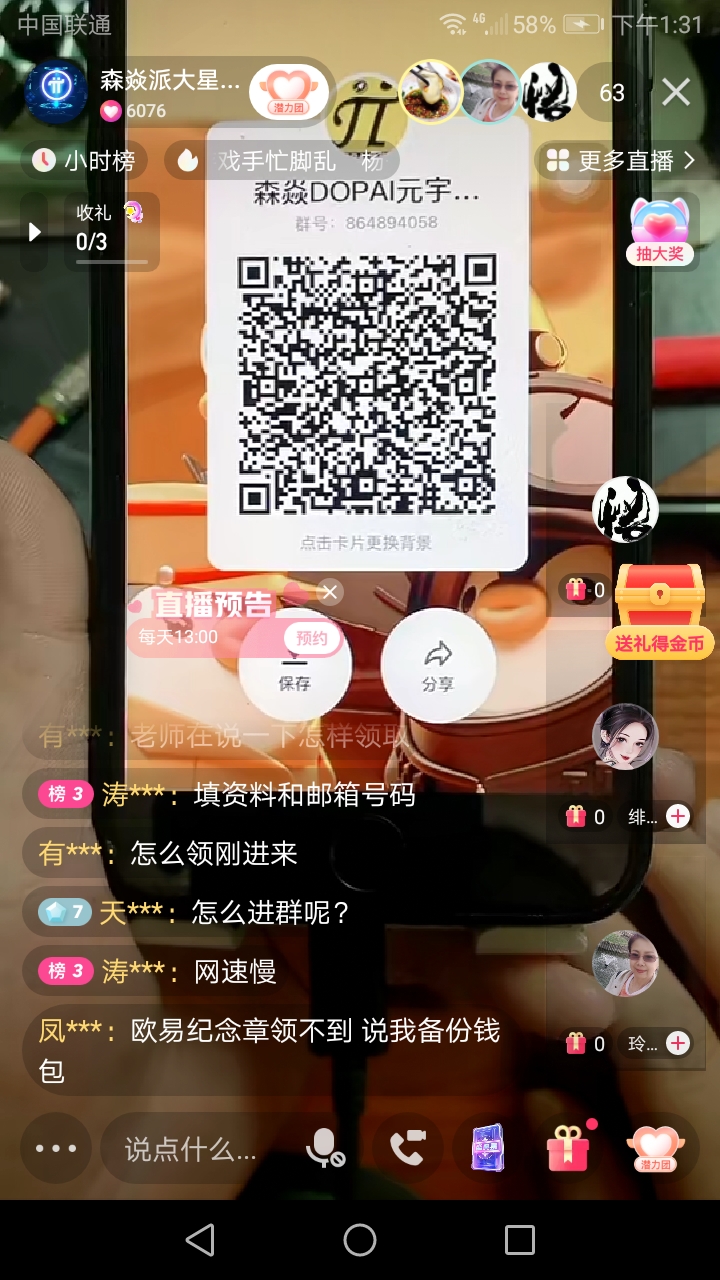 中国联通
4G
58%
下午1:31
森焱派大星...
6076
潜力团
63
小时榜
戏手忙脚乱 杨
更多直播
收礼
0/3
抽大奖
π
森焱DOPAI元宇...
群号：864894058
点击卡片更换背景
直播预告
每天13:00
预约
保存
分享
0
送礼得金币
有***：老师在说一下怎样领取
榜 3 涛***：填资料和邮箱号码
0 绯...
有***：怎么领刚进来
7 天***：怎么进群呢？
榜 3 涛***：网速慢
凤***：欧易纪念章领不到 说我备份钱
包
0 玲...
说点什么...
潜力团